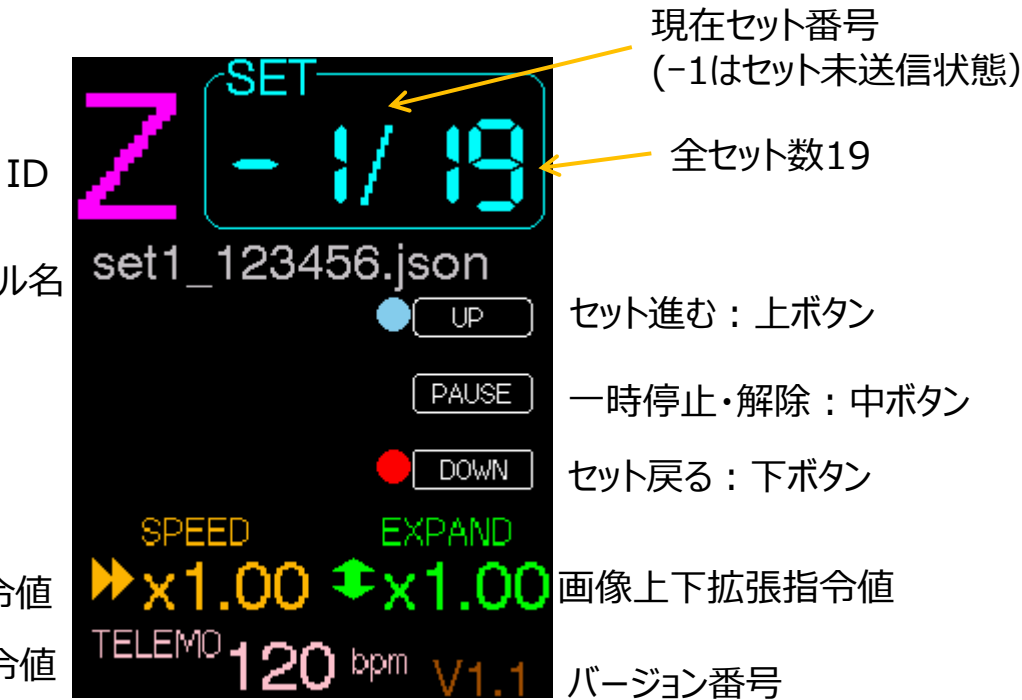 現在セット番号
(-1はセット未送信状態)
SET
Z
-1/19
ID
全セット数19
ル名
set1_123456.json
UP
セット進む：上ボタン
PAUSE
一時停止・解除：中ボタン
DOWN
セット戻る：下ボタン
SPEED
EXPAND
令値
x1.00
x1.00
画像上下拡張指令値
令値
TELEMO
120 bpm
V1.1
バージョン番号